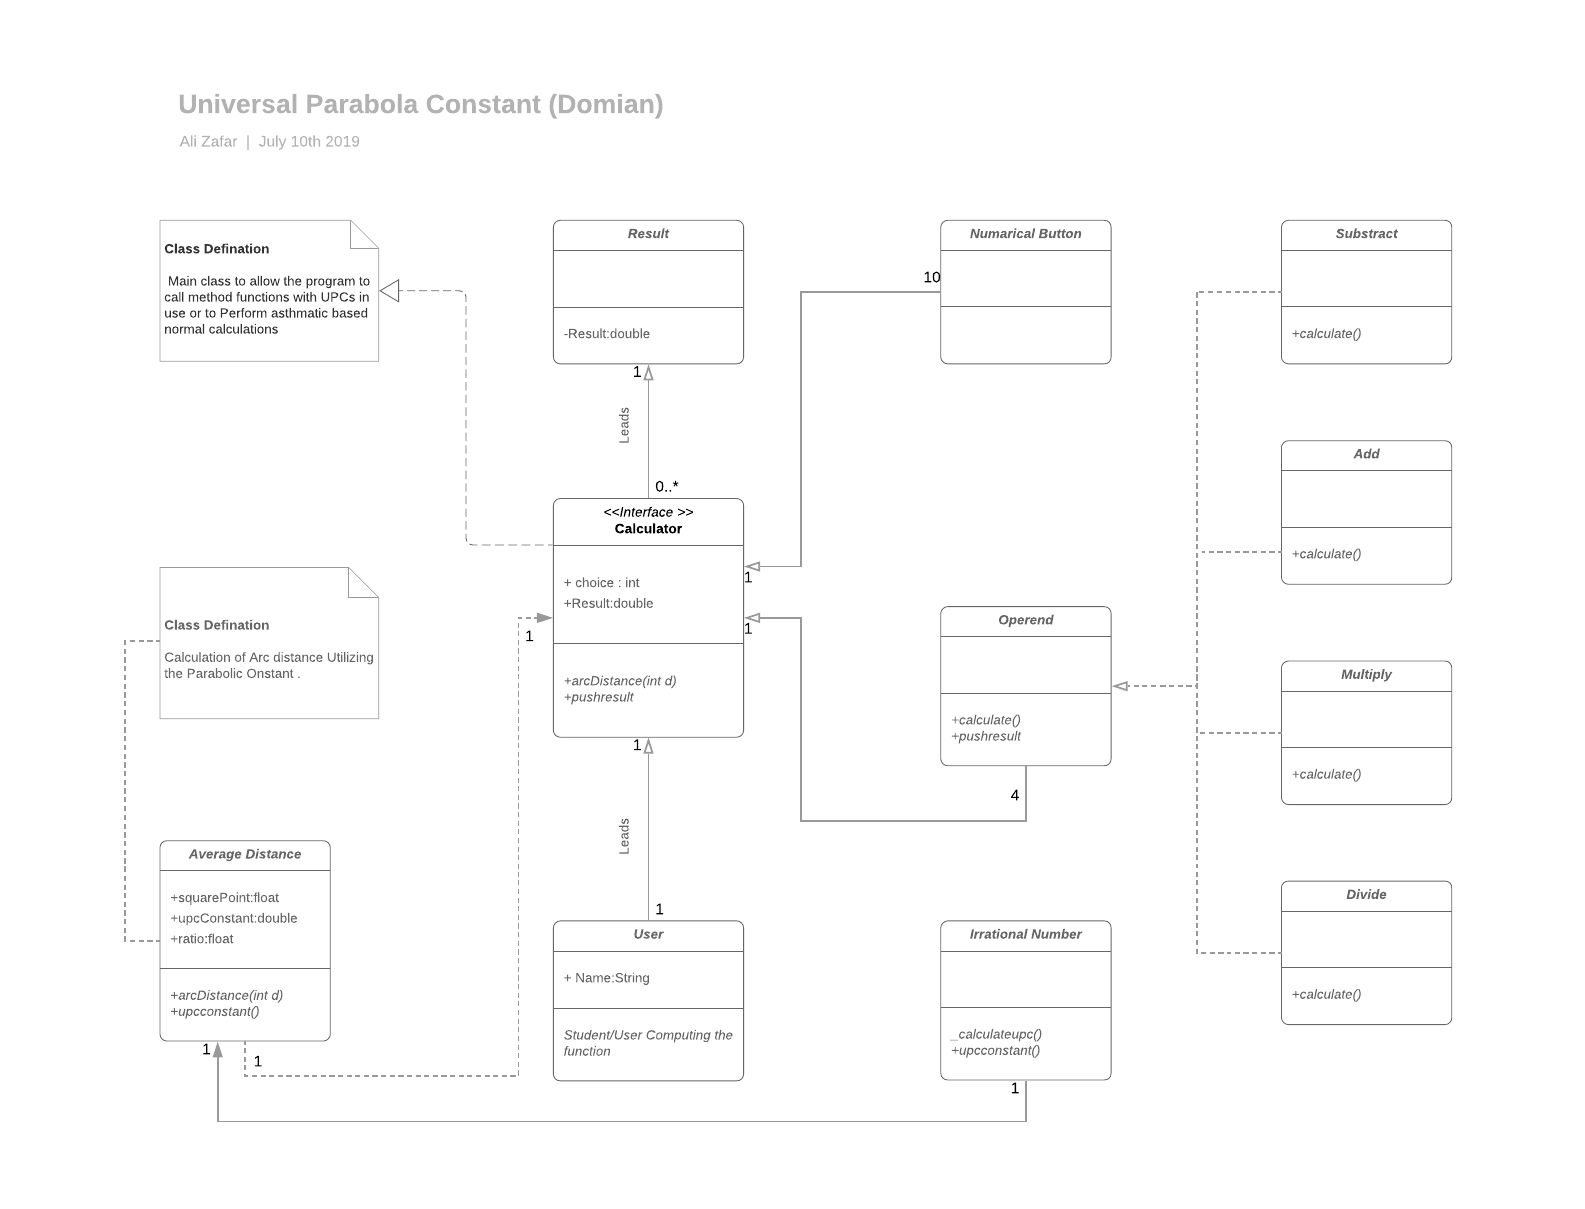 Universal Parabola Constant (Domian)
Ali Zafar | July 10th 2019
Class Defination
Main class to allow the program to
call method functions with UPCs in
use or to Perform asthmatic based
normal calculations
Result
-Result:double
1
Leads
0..*
Numarical Button
10
Substract
+calculate()
Add
+calculate()
<<Interface >>
Calculator
+ choice : int
+Result:double
+arcDistance(int d)
+pushresult
1
1
1
1
Class Defination
Calculation of Arc distance Utilizing
the Parabolic Onstant .
Operend
+calculate()
+pushresult
4
Multiply
+calculate()
Leads
1
Average Distance
+squarePoint:float
+upcConstant:double
+ratio:float
+arcDistance(int d)
+upcconstant()
1
1
User
+ Name:String
Student/User Computing the
function
Irrational Number
_calculateupc()
+upcconstant()
1
Divide
+calculate()